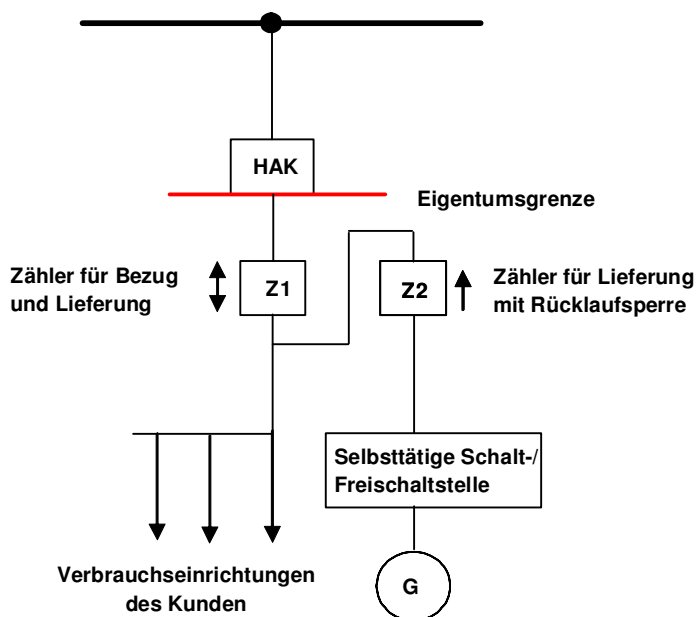 HAK
Eigentumsgrenze
Zähler für Bezug
und Lieferung
Z1
Z2
Zähler für Lieferung
mit Rücklaufsperre
Selbsttätige Schalt-/
Freischaltstelle
Verbrauchseinrichtungen
des Kunden
G